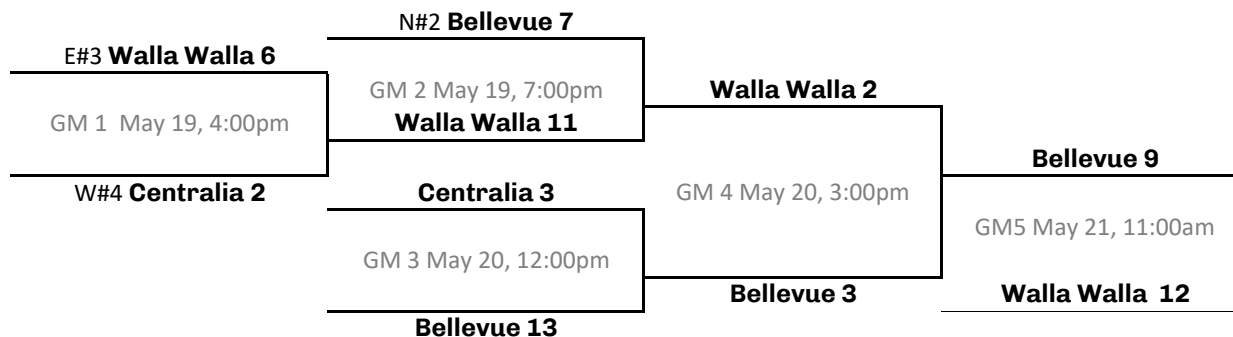 N#2 Bellevue 7
E#3 Walla Walla 6
GM 2 May 19, 7:00pm
Walla Walla 2
GM 1  May 19, 4:00pm
Walla Walla 11
Bellevue 9
W#4 Centralia 2
Centralia 3
GM 4 May 20, 3:00pm
GM5 May 21, 11:00am
GM 3 May 20, 12:00pm
Bellevue 3
Walla Walla  12
Bellevue 13